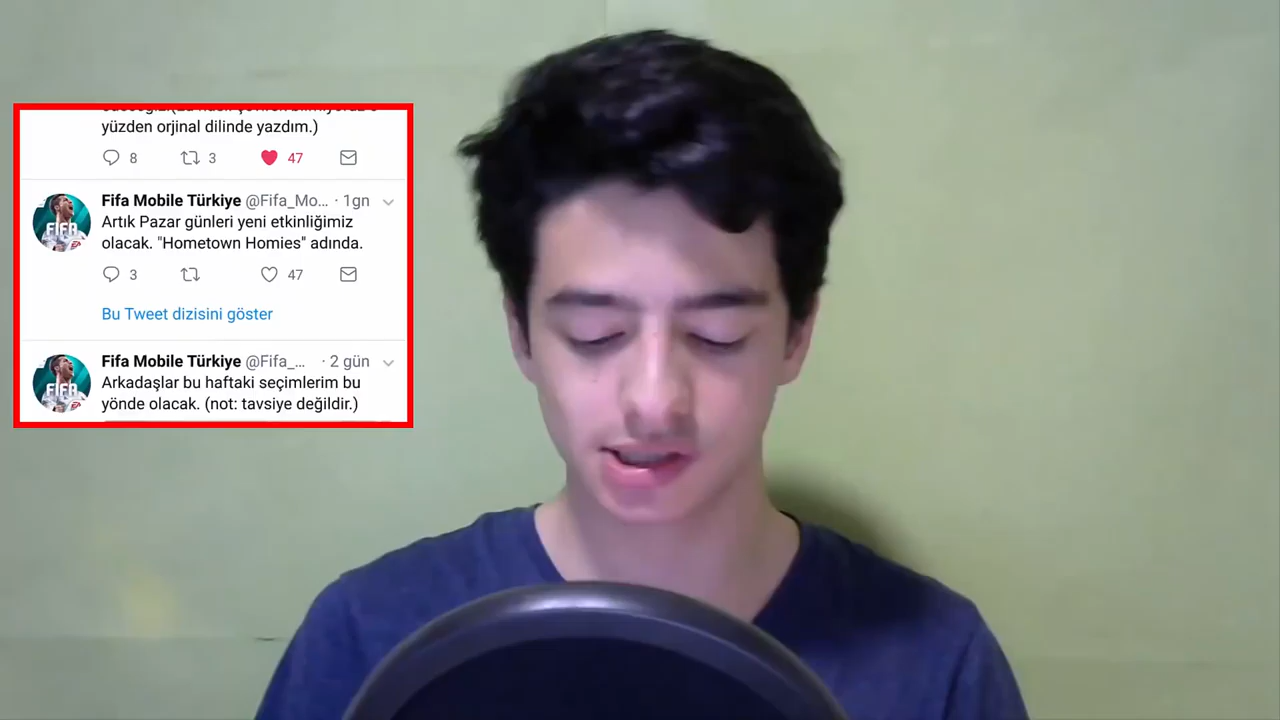 yüzden orjinal dilinde yazdım.)
8 3 47
Fifa Mobile Türkiye @Fifa_Mo... · 1gn
Artık Pazar günleri yeni etkinliğimiz
olacak. "Hometown Homies" adında.
3 47
Bu Tweet dizisini göster
Fifa Mobile Türkiye @Fifa_... · 2 gün
Arkadaşlar bu haftaki seçimlerim bu
yönde olacak. (not: tavsiye değildir.)
FIFA
FIFA